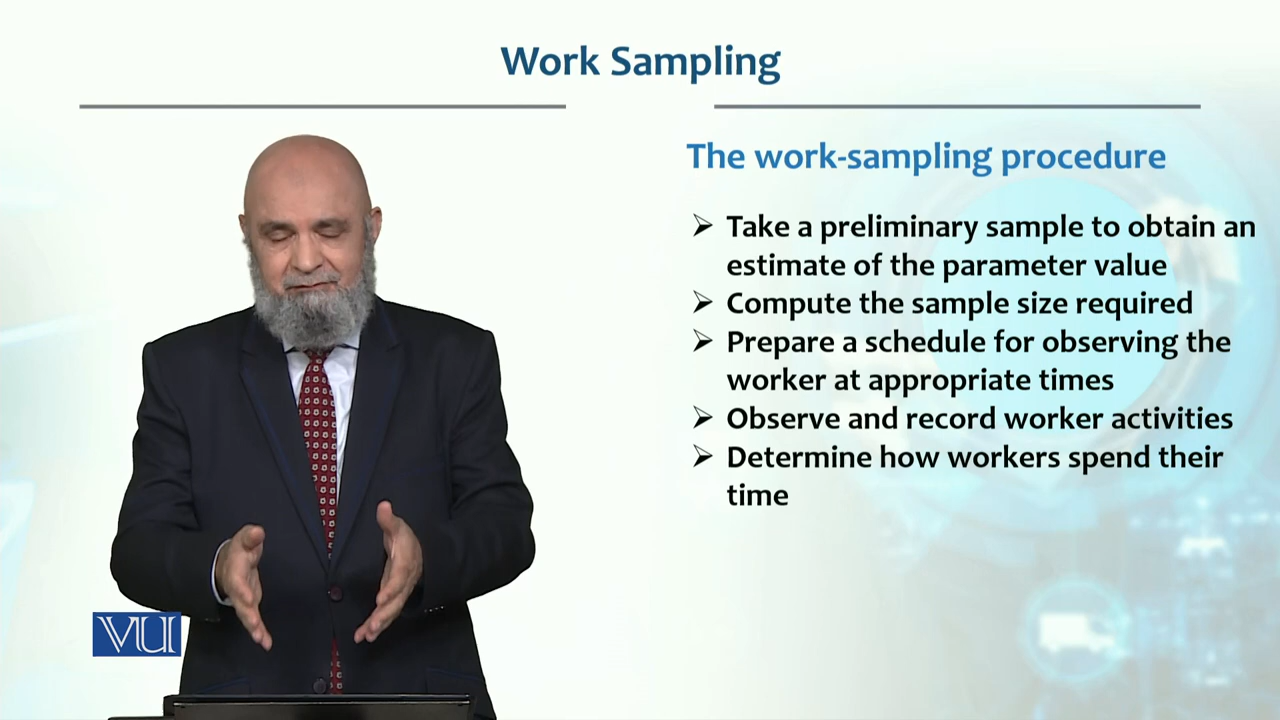 Work Sampling
The work-sampling procedure
➢ Take a preliminary sample to obtain an
estimate of the parameter value
➢ Compute the sample size required
➢ Prepare a schedule for observing the
worker at appropriate times
➢ Observe and record worker activities
➢ Determine how workers spend their
time
VU